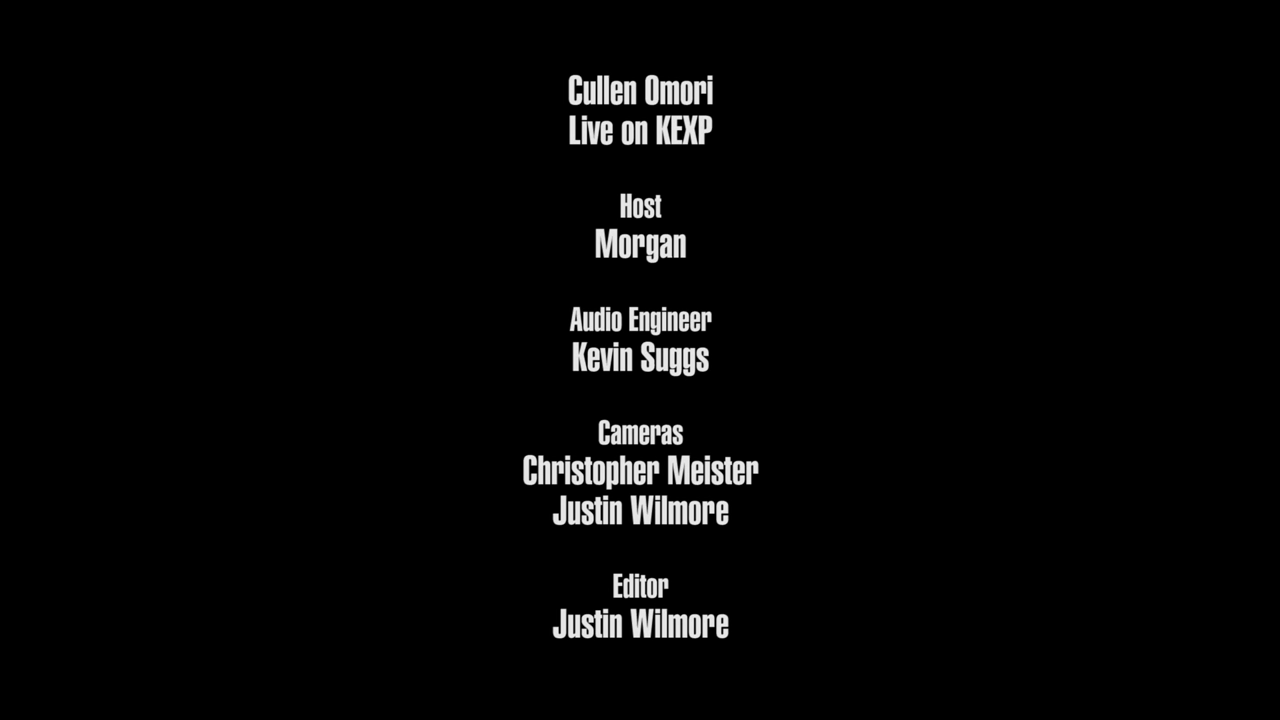 Cullen Omori
Live on KEXP
Host
Morgan
Audio Engineer
Kevin Suggs
Cameras
Christopher Meister
Justin Wilmore
Editor
Justin Wilmore